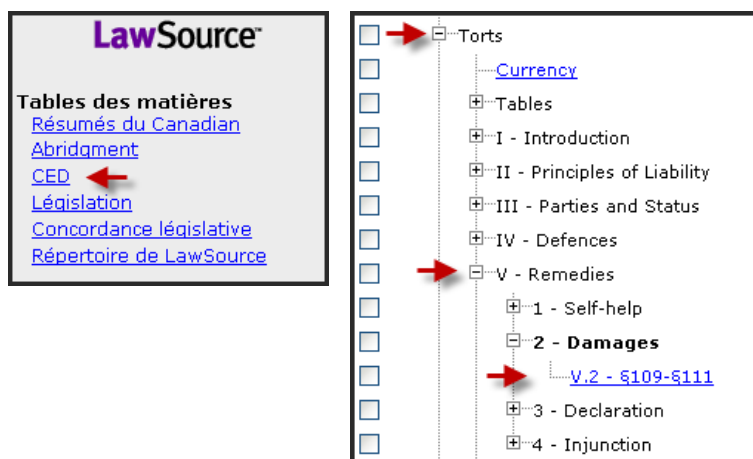 LawSource™
Tables des matières
Résumés du Canadian
Abridgment
CED
Législation
Concordance législative
Répertoire de LawSource
Torts
Currency
Tables
I - Introduction
II - Principles of Liability
III - Parties and Status
IV - Defences
V - Remedies
1 - Self-help
2 - Damages
V.2 - §109-§111
3 - Declaration
4 - Injunction